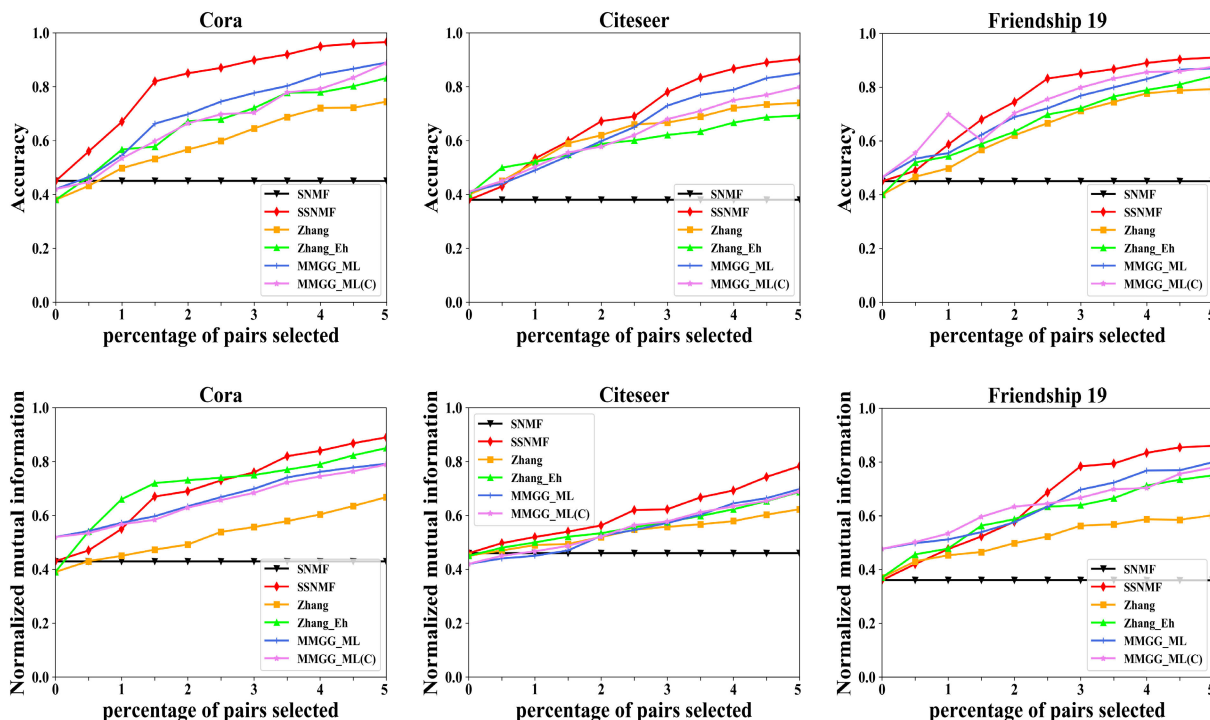 Cora
Accuracy
1.0
0.8
0.6
0.4
0.2
0.0
0 1 2 3 4 5
percentage of pairs selected
SNMF
SSNMF
Zhang
Zhang_Eh
MMGG_ML
MMGG_ML(C)
Citeseer
Accuracy
1.0
0.8
0.6
0.4
0.2
0.0
0 1 2 3 4 5
percentage of pairs selected
SNMF
SSNMF
Zhang
Zhang_Eh
MMGG_ML
MMGG_ML(C)
Friendship 19
Accuracy
1.0
0.8
0.6
0.4
0.2
0.0
0 1 2 3 4 5
percentage of pairs selected
SNMF
SSNMF
Zhang
Zhang_Eh
MMGG_ML
MMGG_ML(C)
Cora
Normalized mutual information
1.0
0.8
0.6
0.4
0.2
0.0
0 1 2 3 4 5
percentage of pairs selected
SNMF
SSNMF
Zhang
Zhang_Eh
MMGG_ML
MMGG_ML(C)
Citeseer
Normalized mutual information
1.0
0.8
0.6
0.4
0.2
0.0
0 1 2 3 4 5
percentage of pairs selected
SNMF
SSNMF
Zhang
Zhang_Eh
MMGG_ML
MMGG_ML(C)
Friendship 19
Normalized mutual information
1.0
0.8
0.6
0.4
0.2
0.0
0 1 2 3 4 5
percentage of pairs selected
SNMF
SSNMF
Zhang
Zhang_Eh
MMGG_ML
MMGG_ML(C)